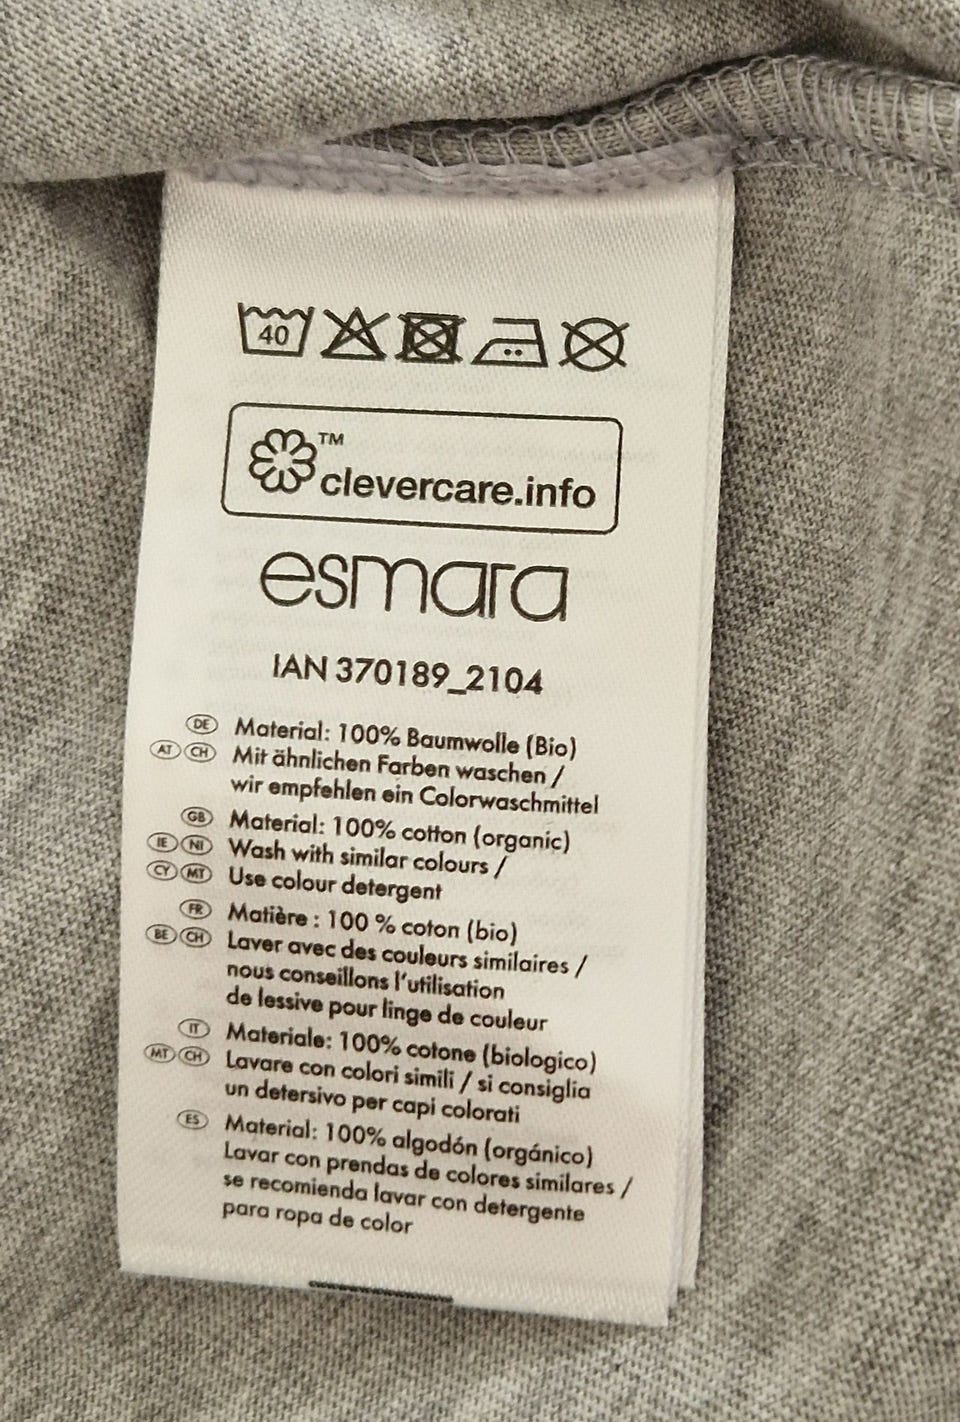 40
TM
clevercare.info
esmara
IAN 370189_2104
DE Material: 100% Baumwolle (Bio)
AT CH Mit ähnlichen Farben waschen /
wir empfehlen ein Colorwaschmittel
GB Material: 100% cotton (organic)
IE NI Wash with similar colours /
CY MT Use colour detergent
FR Matière : 100 % coton (bio)
BE CH Laver avec des couleurs similaires /
nous conseillons l'utilisation
de lessive pour linge de couleur
IT Materiale: 100% cotone (biologico)
MT CH Lavare con colori simili / si consiglia
un detersivo per capi colorati
ES Material: 100% algodón (orgánico)
Lavar con prendas de colores similares /
se recomienda lavar con detergente
para ropa de color